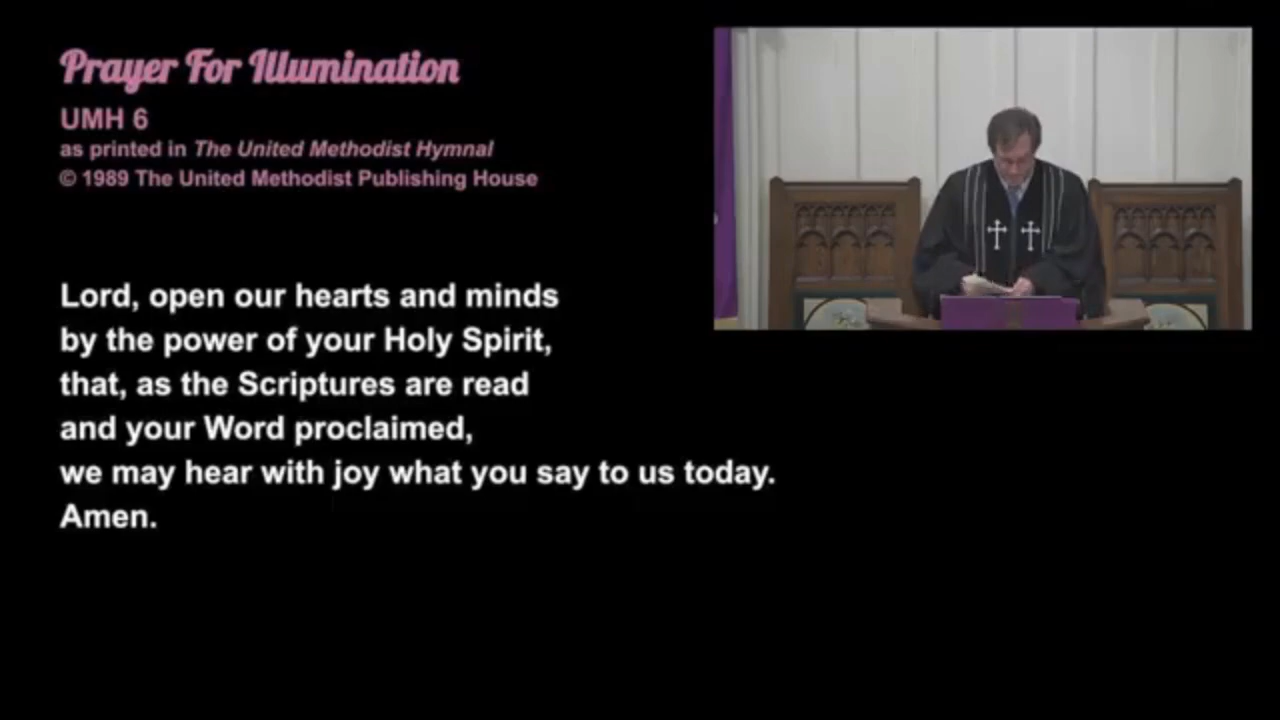 Prayer For Illumination
UMH 6
as printed in The United Methodist Hymnal
© 1989 The United Methodist Publishing House
Lord, open our hearts and minds
by the power of your Holy Spirit,
that, as the Scriptures are read
and your Word proclaimed,
we may hear with joy what you say to us today.
Amen.